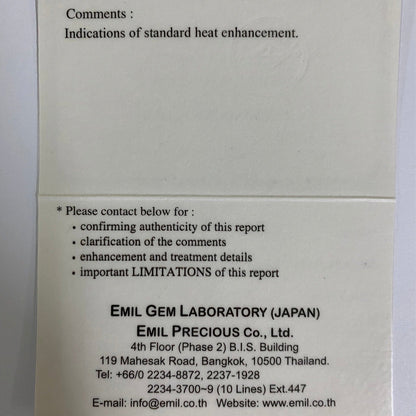 Comments :
Indications of standard heat enhancement.
* Please contact below for :
• confirming authenticity of this report
• clarification of the comments
• enhancement and treatment details
• important LIMITATIONS of this report
EMIL GEM LABORATORY (JAPAN)
EMIL PRECIOUS Co., Ltd.
4th Floor (Phase 2) B.I.S. Building
119 Mahesak Road, Bangkok, 10500 Thailand.
Tel: +66/0 2234-8872, 2237-1928
2234-3700~9 (10 Lines) Ext.447
E-mail: info@emil.co.th Website: www.emil.co.th